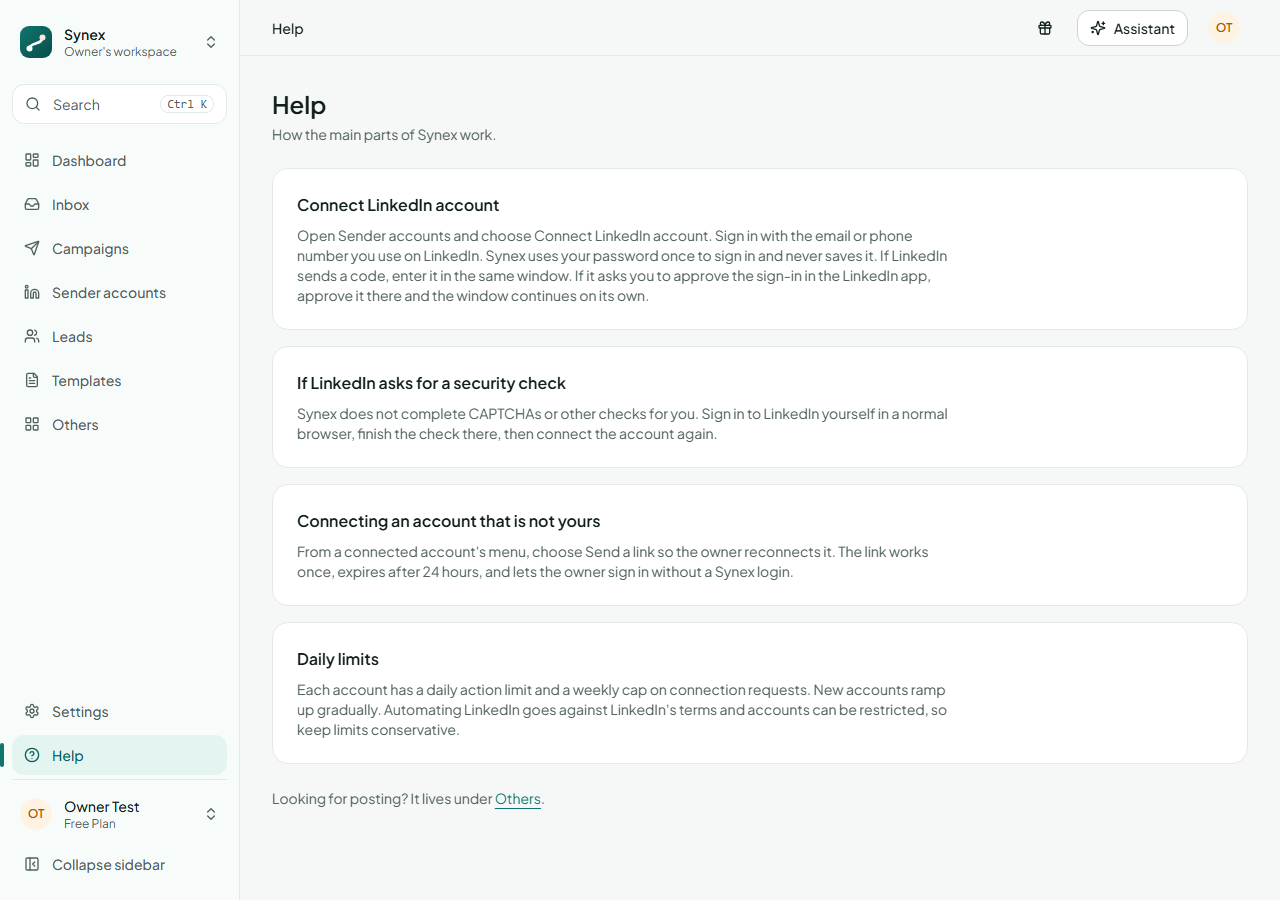 Synex
Owner's workspace
Search
Ctrl K
Dashboard
Inbox
Campaigns
Sender accounts
Leads
Templates
Others
Settings
Help
OT
Owner Test
Free Plan
Collapse sidebar
Help
Assistant
OT
Help
How the main parts of Synex work.
Connect LinkedIn account
Open Sender accounts and choose Connect LinkedIn account. Sign in with the email or phone
number you use on LinkedIn. Synex uses your password once to sign in and never saves it. If LinkedIn
sends a code, enter it in the same window. If it asks you to approve the sign-in in the LinkedIn app,
approve it there and the window continues on its own.
If LinkedIn asks for a security check
Synex does not complete CAPTCHAs or other checks for you. Sign in to LinkedIn yourself in a normal
browser, finish the check there, then connect the account again.
Connecting an account that is not yours
From a connected account's menu, choose Send a link so the owner reconnects it. The link works
once, expires after 24 hours, and lets the owner sign in without a Synex login.
Daily limits
Each account has a daily action limit and a weekly cap on connection requests. New accounts ramp
up gradually. Automating LinkedIn goes against LinkedIn's terms and accounts can be restricted, so
keep limits conservative.
Looking for posting? It lives under Others.